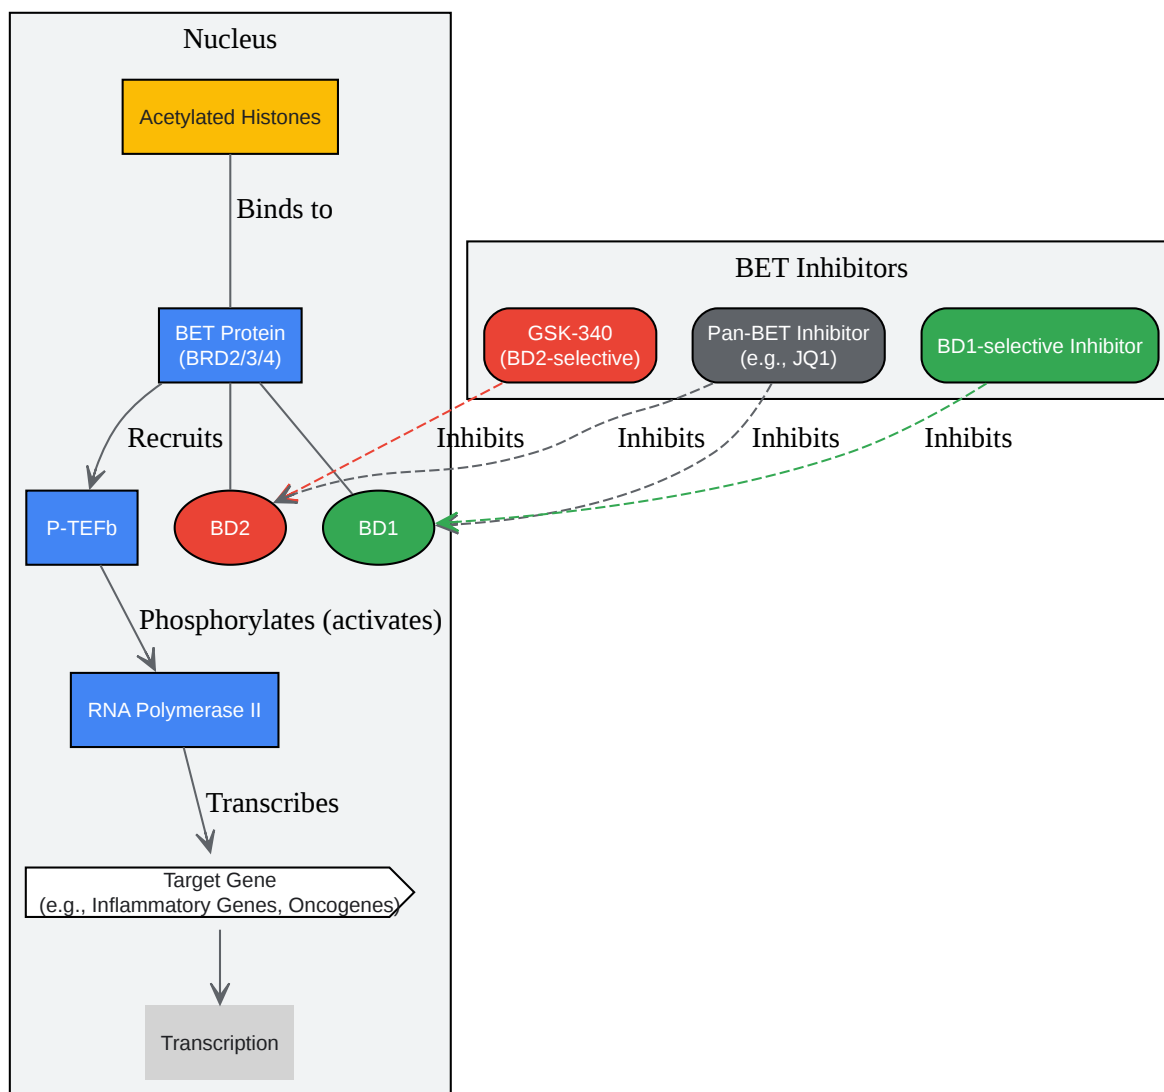 Nucleus
Acetylated Histones
Binds to
BET Inhibitors
BET Protein
(BRD2/3/4)
GSK-340
(BD2-selective)
Pan-BET Inhibitor
(e.g., JQ1)
BD1-selective Inhibitor
Recruits
Inhibits
Inhibits
Inhibits
Inhibits
P-TEFb
BD2
BD1
Phosphorylates (activates)
RNA Polymerase II
Transcribes
Target Gene
(e.g., Inflammatory Genes, Oncogenes)
Transcription